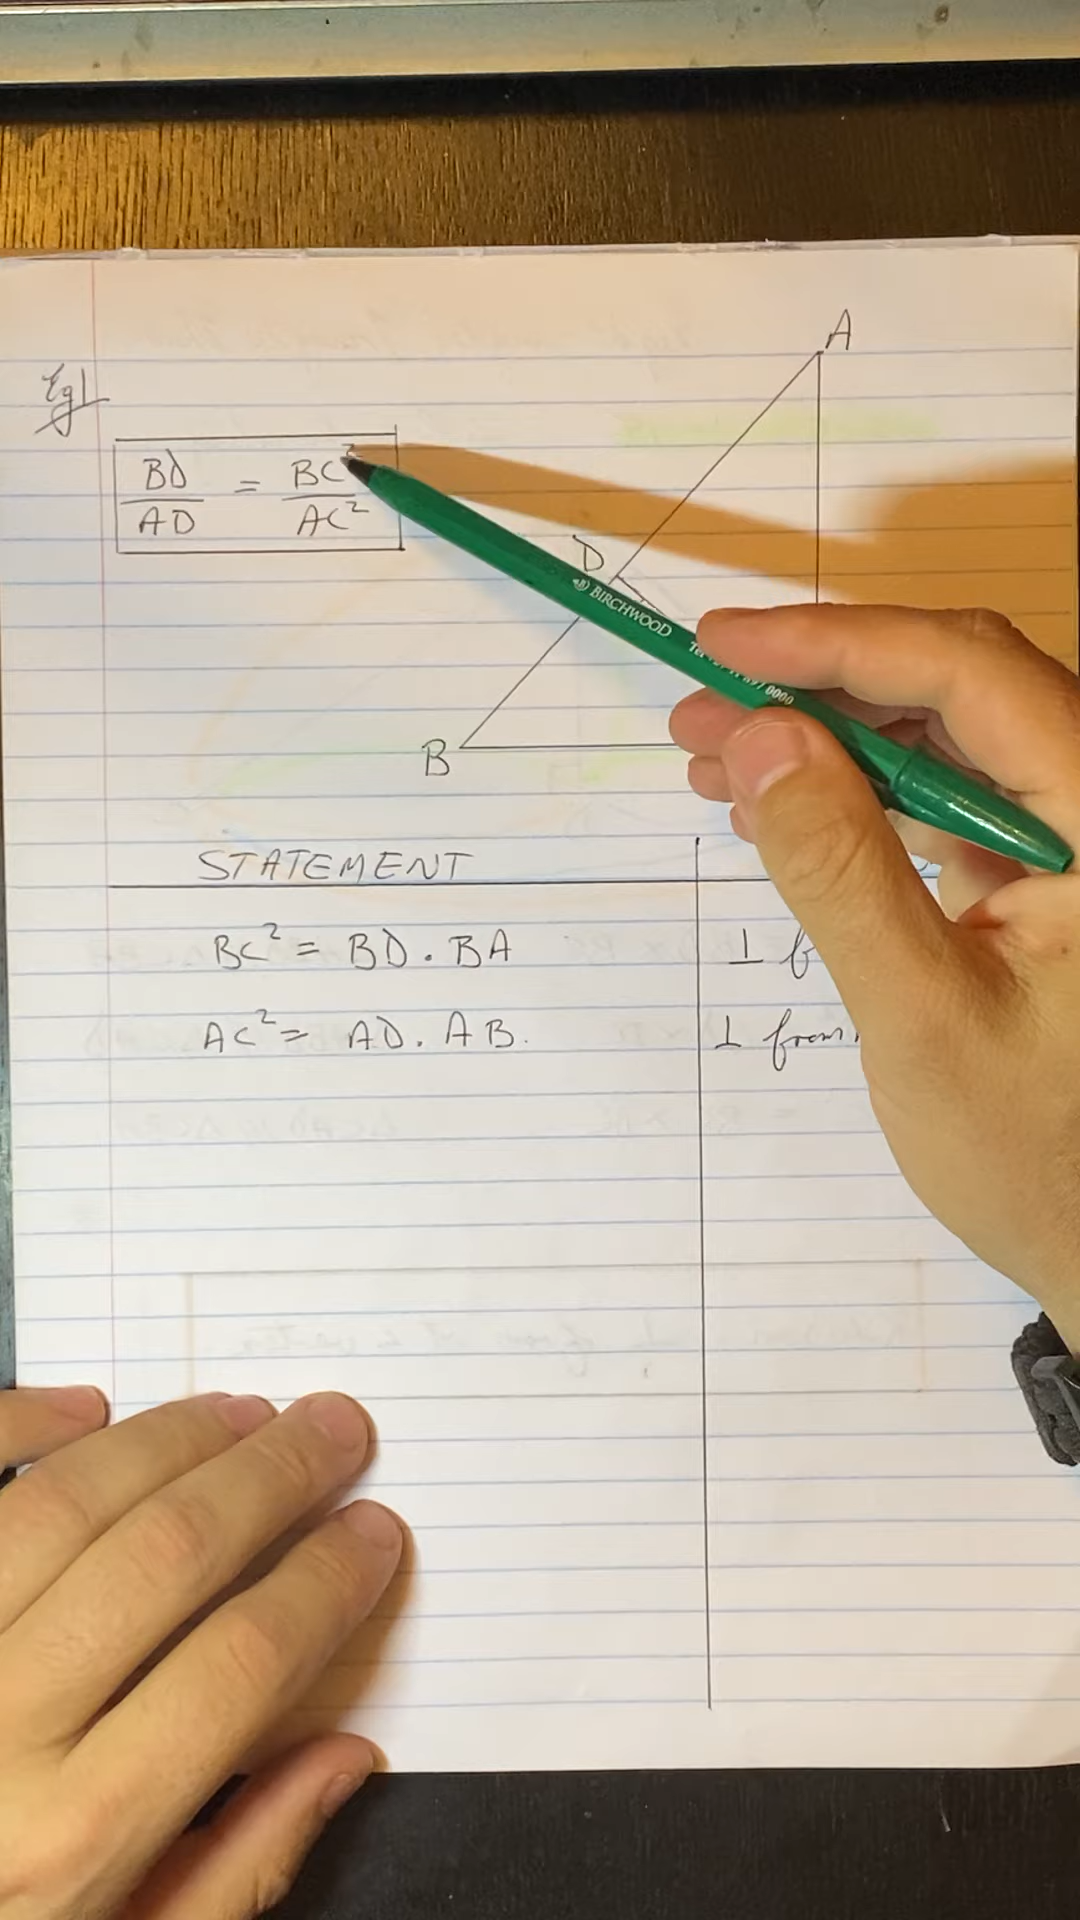 Eg1
A
BD = BC²
AD AC²
D
BIRCHWOOD
B
STATEMENT
BC² = BD . BA ⊥
AC² = AD . AB. ⊥ from